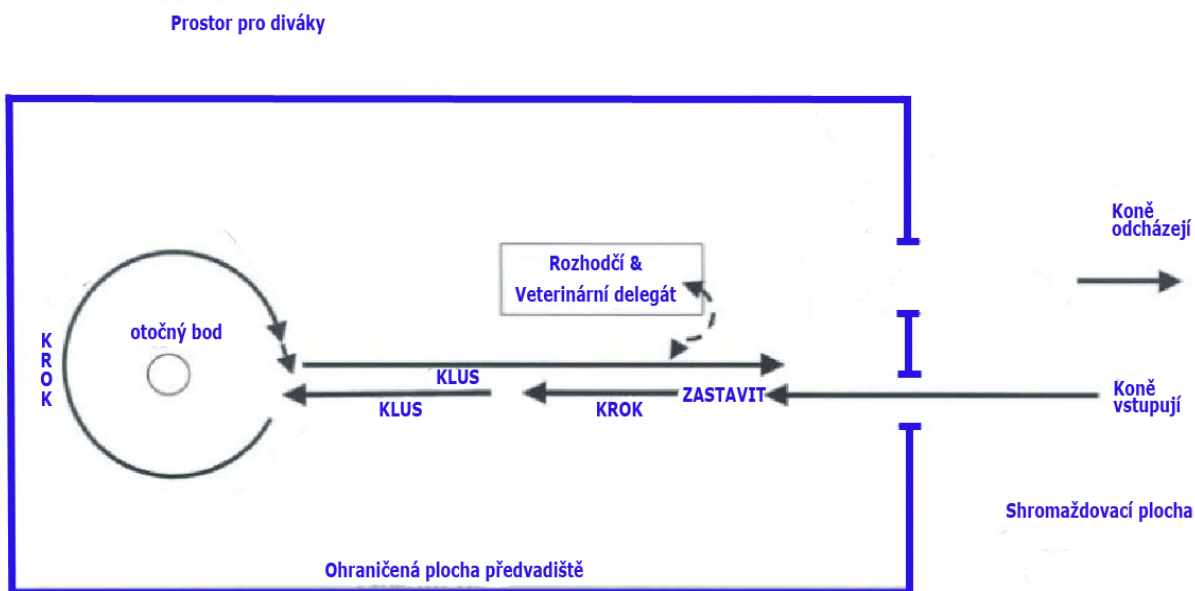 Prostor pro diváky
Koně
odcházejí
Rozhodčí &
Veterinární delegát
otočný bod
K
R
O
K
KLUS
KLUS
KROK
ZASTAVIT
Koně
vstupují
Shromaždovací plocha
Ohraničená plocha předvadiště